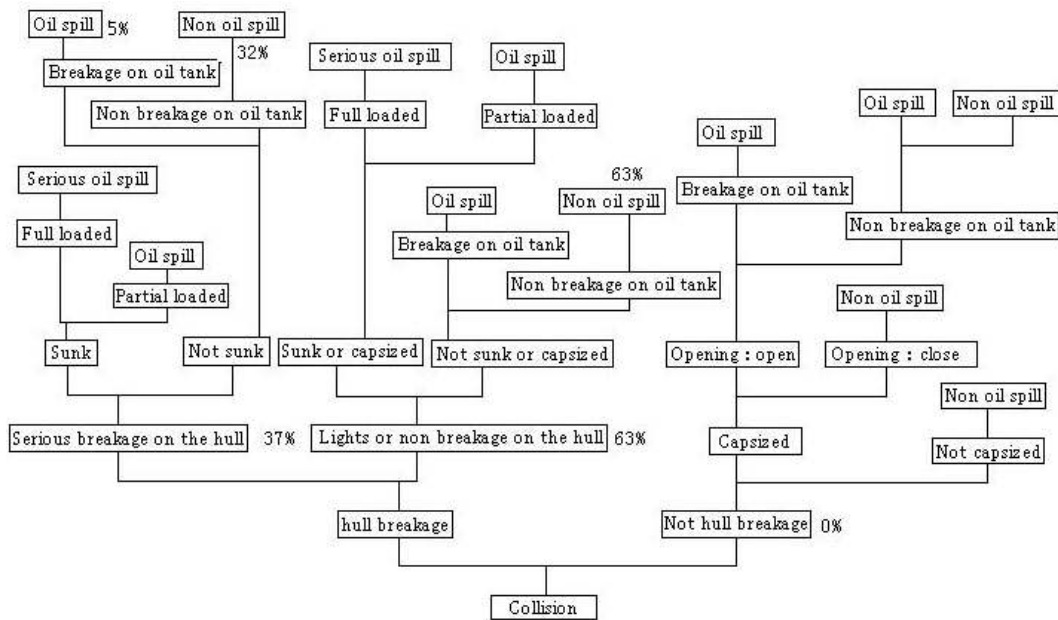 Oil spill 5%
Non oil spill
32%
Breakage on oil tank
Non breakage on oil tank
Serious oil spill
Oil spill
Full loaded
Partial loaded
Oil spill
Non oil spill
Oil spill
Breakage on oil tank
Non breakage on oil tank
Serious oil spill
Full loaded
Oil spill
Partial loaded
63%
Oil spill
Non oil spill
Breakage on oil tank
Non breakage on oil tank
Non oil spill
Sunk
Not sunk
Sunk or capsized
Not sunk or capsized
Opening : open
Opening : close
Non oil spill
Serious breakage on the hull 37%
Lights or non breakage on the hull 63%
Capsized
Not capsized
hull breakage
Not hull breakage 0%
Collision